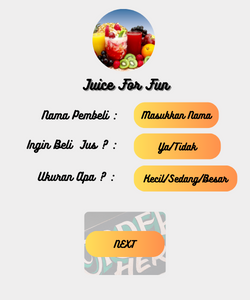 Juice For Fun
Nama Pembeli : Masukkan Nama
Ingin Beli Jus ? : Ya/Tidak
Ukuran Apa ? : Kecil/Sedang/Besar
NEXT